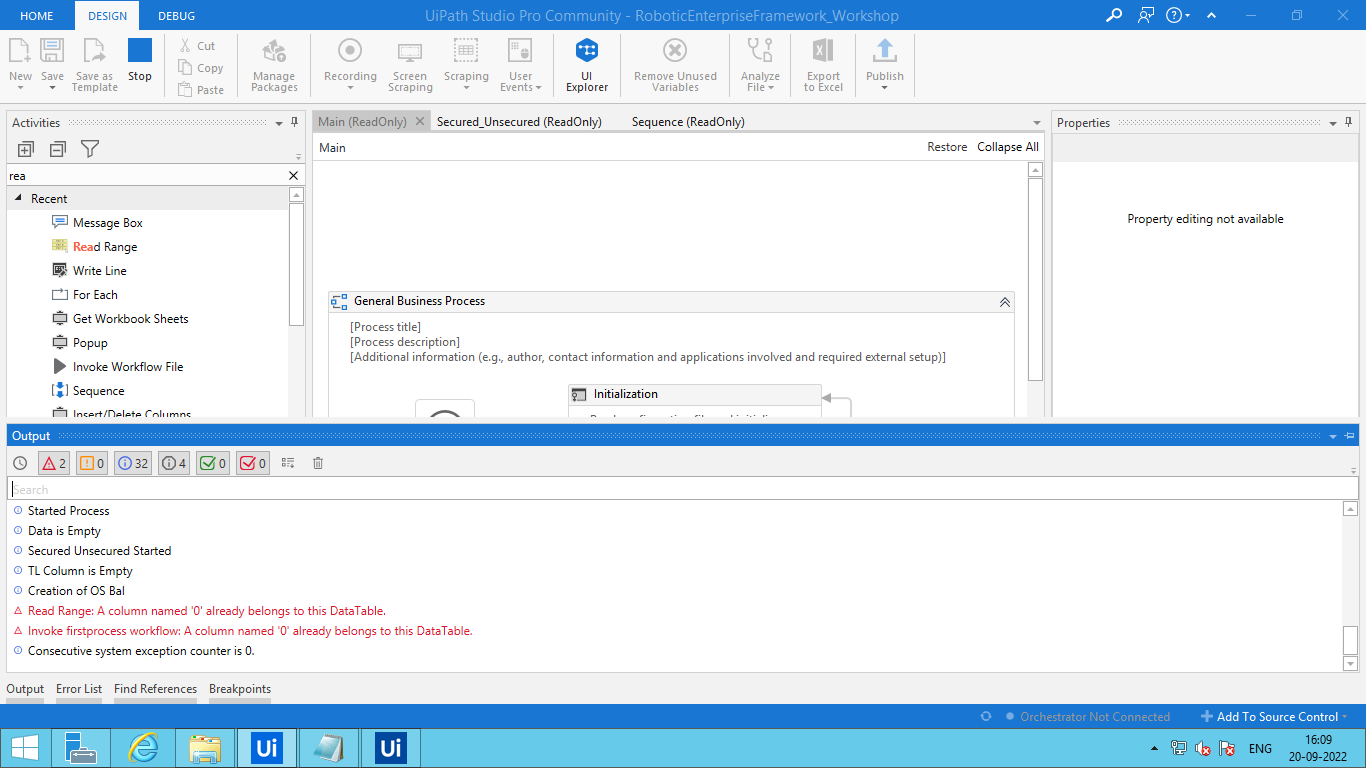 HOME DESIGN DEBUG UiPath Studio Pro Community - RoboticEnterpriseFramework_Workshop
New Save Save as Template Stop
Cut
Copy
Paste
Manage Packages
Recording
Screen Scraping
Scraping
User Events
UI Explorer
Remove Unused Variables
Analyze File
Export to Excel
Publish
Activities
rea
Recent
Message Box
Read Range
Write Line
For Each
Get Workbook Sheets
Popup
Invoke Workflow File
Sequence
Insert/Delete Columns
Main (ReadOnly) Secured_Unsecured (ReadOnly) Sequence (ReadOnly)
Main Restore Collapse All
General Business Process
[Process title]
[Process description]
[Additional information (e.g., author, contact information and applications involved and required external setup)]
Initialization
Properties
Property editing not available
Output
2 0 32 4 0 0
Search
Started Process
Data is Empty
Secured Unsecured Started
TL Column is Empty
Creation of OS Bal
Read Range: A column named '0' already belongs to this DataTable.
Invoke firstprocess workflow: A column named '0' already belongs to this DataTable.
Consecutive system exception counter is 0.
Output Error List Find References Breakpoints
Orchestrator Not Connected Add To Source Control
Ui Ui ENG 16:09
20-09-2022